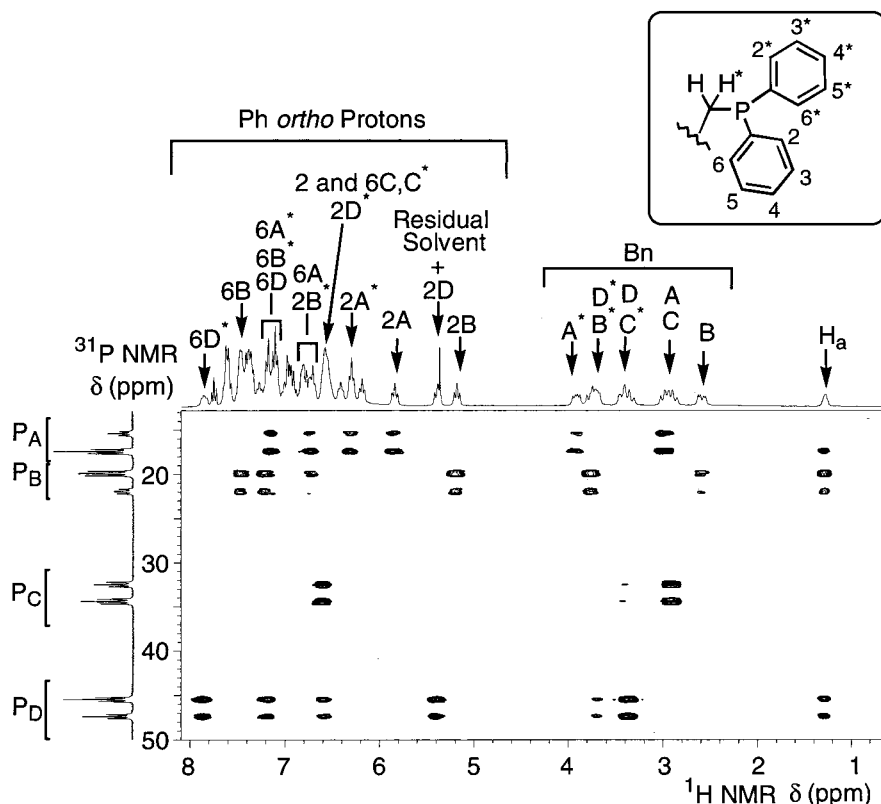 3*
2*
4*
H H*
5*
P
6*
2
6
3
5
4
Ph ortho Protons
2 and 6C,C*
2D*
6A*
6B*
6D
6A
2B*
Residual
Solvent
+
2D
Bn
6B
6D*
2A*
2A
2B
A*
D*
B*
D
C*
A
C
B
Ha
31P NMR
δ (ppm)
PA
PB
PC
PD
20
30
40
50
8 7 6 5 4 3 2 1
1H NMR δ (ppm)